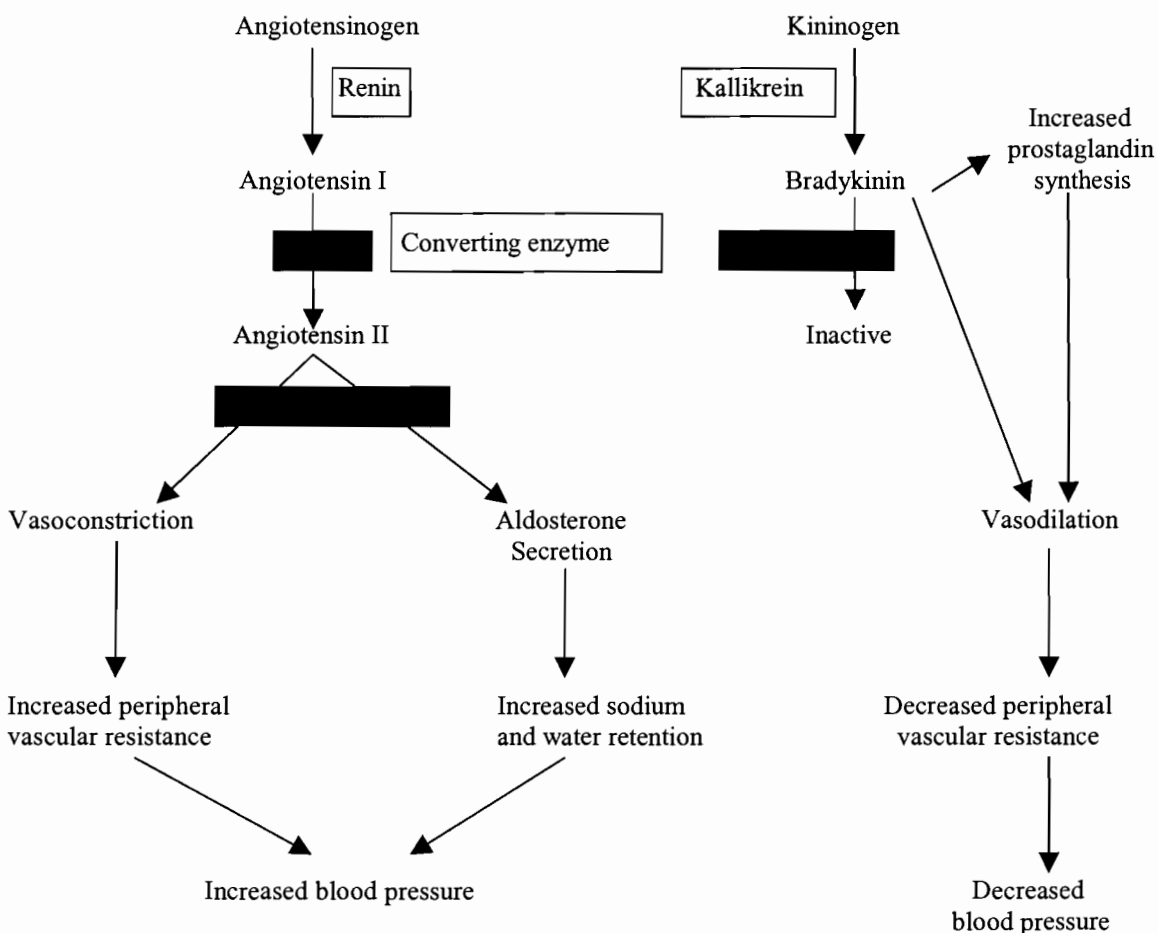 Angiotensinogen
Kininogen
Renin
Kallikrein
Increased
prostaglandin
synthesis
Angiotensin I
Bradykinin
Converting enzyme
Angiotensin II
Inactive
Vasoconstriction
Aldosterone
Secretion
Vasodilation
Increased peripheral
vascular resistance
Increased sodium
and water retention
Decreased peripheral
vascular resistance
Increased blood pressure
Decreased
blood pressure